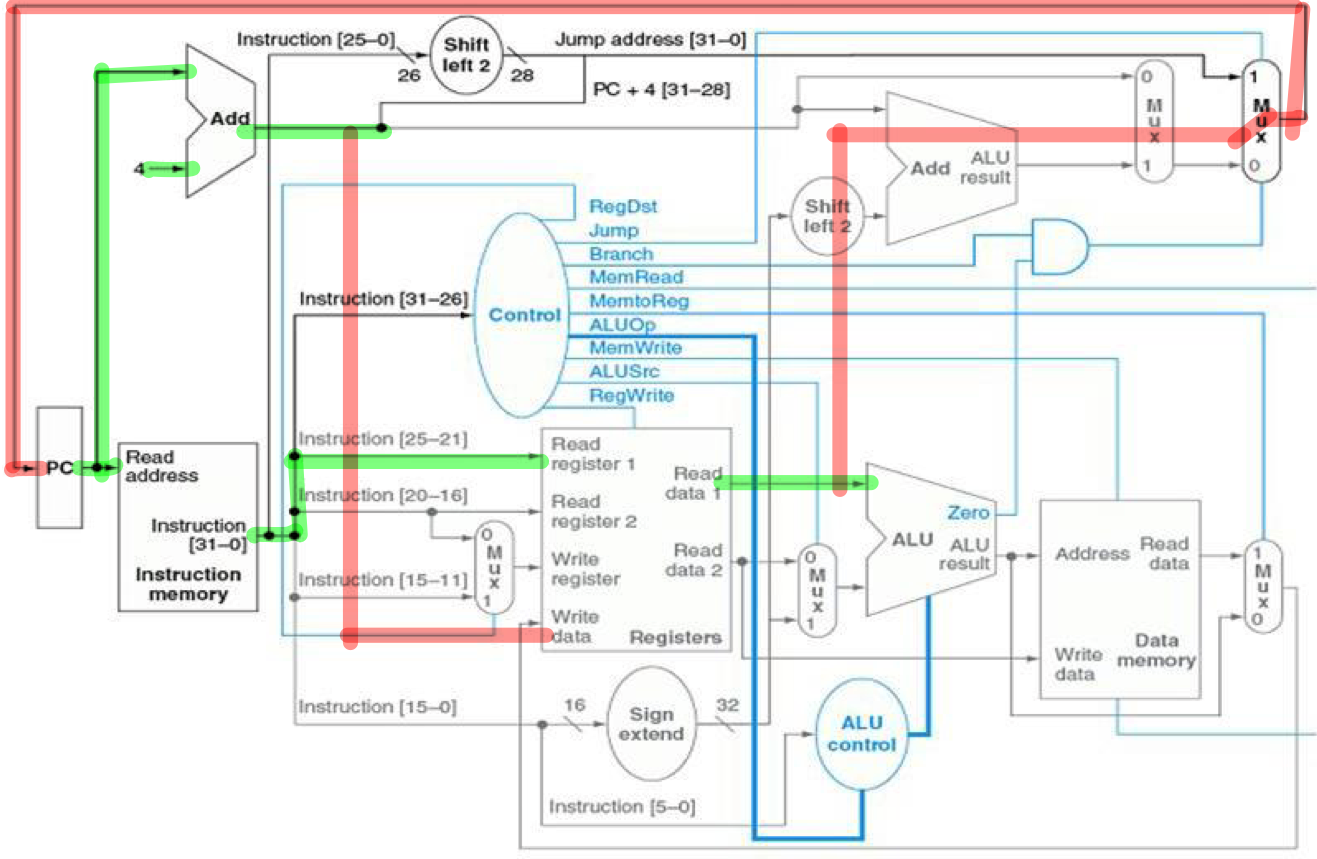 Instruction [25–0]
26
Shift
left 2
28
Jump address [31–0]
PC + 4 [31–28]
Add
4
0
M
u
x
1
1
M
u
x
0
Add
ALU
result
Shift
left 2
RegDst
Jump
Branch
MemRead
MemtoReg
ALUOp
MemWrite
ALUSrc
RegWrite
Control
Instruction [31–26]
PC
Read
address
Instruction
[31–0]
Instruction
memory
Instruction [25–21]
Instruction [20–16]
Instruction [15–11]
0
M
u
x
1
Read
register 1
Read
register 2
Write
register
Write
data
Read
data 1
Read
data 2
Registers
0
M
u
x
1
Zero
ALU
ALU
result
Address
Read
data
Write
data
Data
memory
1
M
u
x
0
Instruction [15–0]
16
Sign
extend
32
ALU
control
Instruction [5–0]